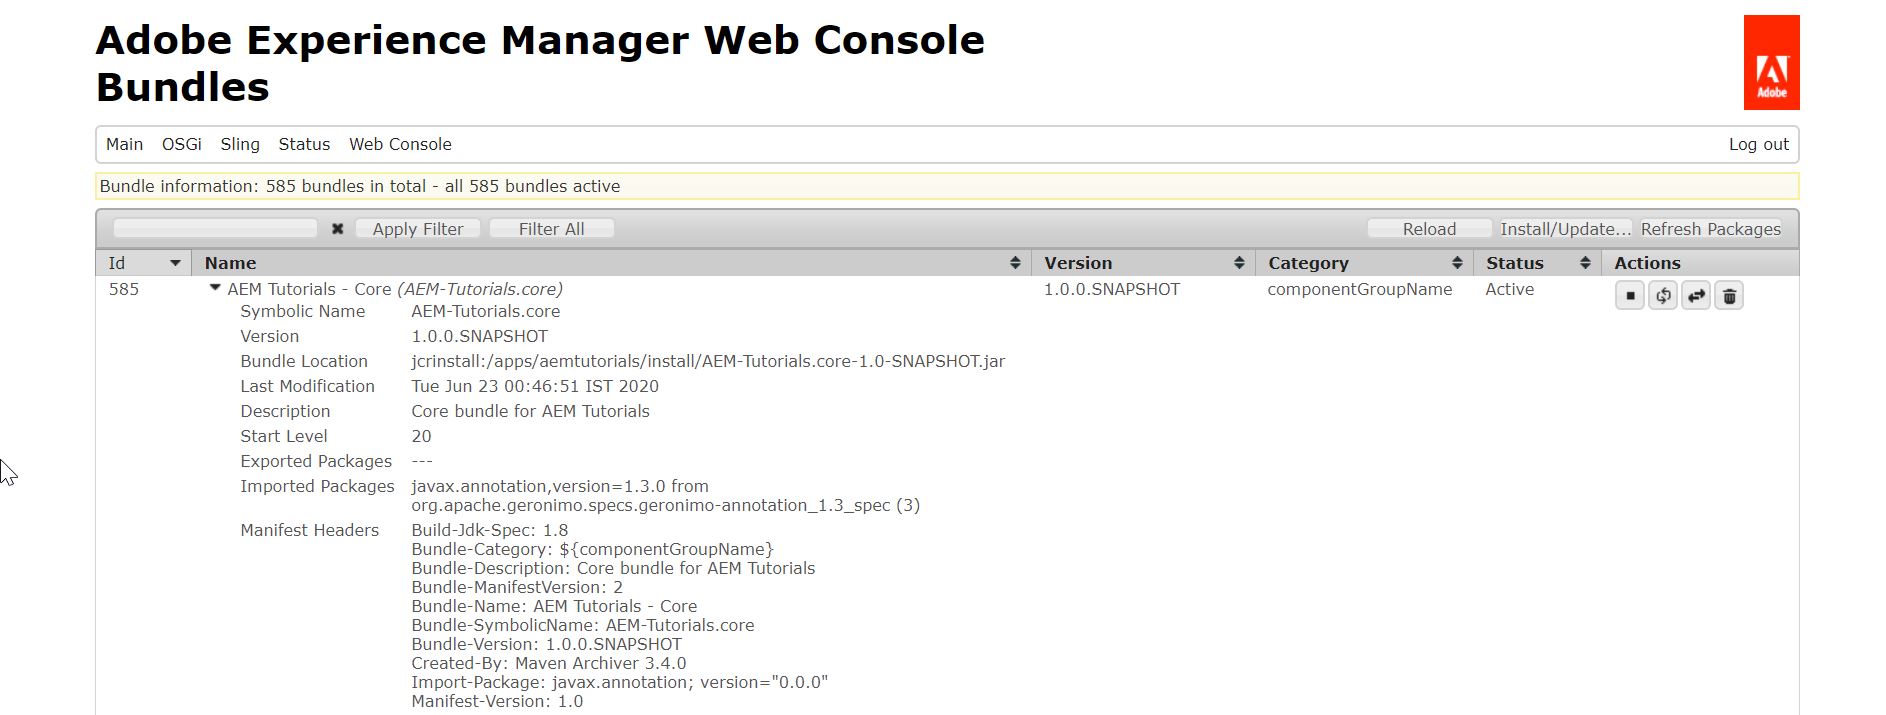 Adobe Experience Manager Web Console
Bundles
Adobe
Main OSGi Sling Status Web Console Log out
Bundle information: 585 bundles in total - all 585 bundles active
Apply Filter Filter All Reload Install/Update... Refresh Packages
Id Name Version Category Status Actions
585 AEM Tutorials - Core (AEM-Tutorials.core) 1.0.0.SNAPSHOT componentGroupName Active
Symbolic Name AEM-Tutorials.core
Version 1.0.0.SNAPSHOT
Bundle Location jcrinstall:/apps/aemtutorials/install/AEM-Tutorials.core-1.0-SNAPSHOT.jar
Last Modification Tue Jun 23 00:46:51 IST 2020
Description Core bundle for AEM Tutorials
Start Level 20
Exported Packages ---
Imported Packages javax.annotation,version=1.3.0 from
org.apache.geronimo.specs.geronimo-annotation_1.3_spec (3)
Manifest Headers Build-Jdk-Spec: 1.8
Bundle-Category: ${componentGroupName}
Bundle-Description: Core bundle for AEM Tutorials
Bundle-ManifestVersion: 2
Bundle-Name: AEM Tutorials - Core
Bundle-SymbolicName: AEM-Tutorials.core
Bundle-Version: 1.0.0.SNAPSHOT
Created-By: Maven Archiver 3.4.0
Import-Package: javax.annotation; version="0.0.0"
Manifest-Version: 1.0